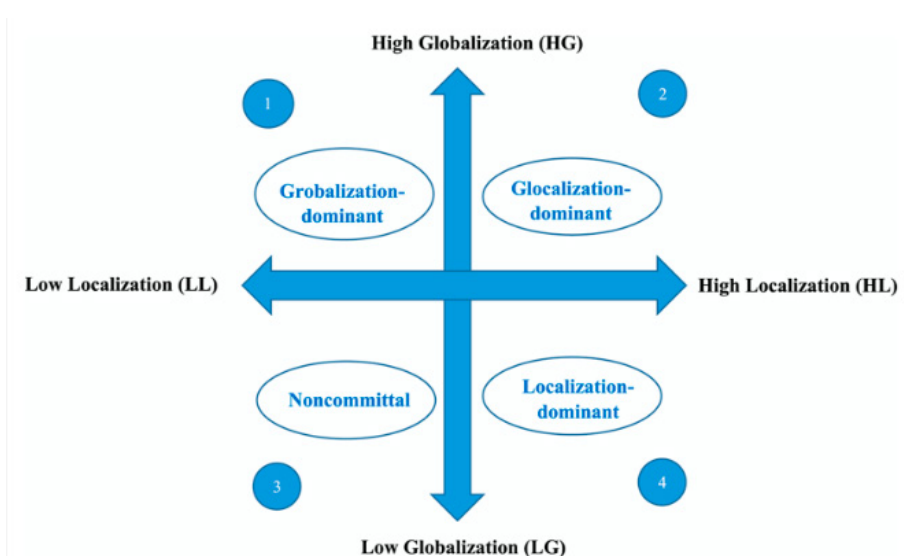 High Globalization (HG)
1
2
Grobalization-
dominant
Glocalization-
dominant
Low Localization (LL)
High Localization (HL)
Noncommittal
Localization-
dominant
3
4
Low Globalization (LG)